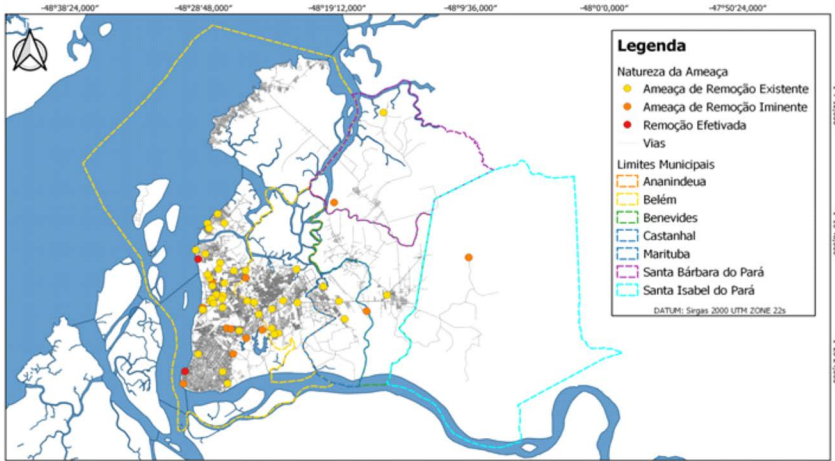 -48°38'24,000" -48°28'48,000" -48°19'12,000" -48°9'36,000" -48°0'0,000" -47°50'24,000"
Legenda
Natureza da Ameaça
Ameaça de Remoção Existente
Ameaça de Remoção Iminente
Remoção Efetivada
Vias
Limites Municipais
Ananindeua
Belém
Benevides
Castanhal
Marituba
Santa Bárbara do Pará
Santa Isabel do Pará
DATUM: Sirgas 2000 UTM ZONE 22s